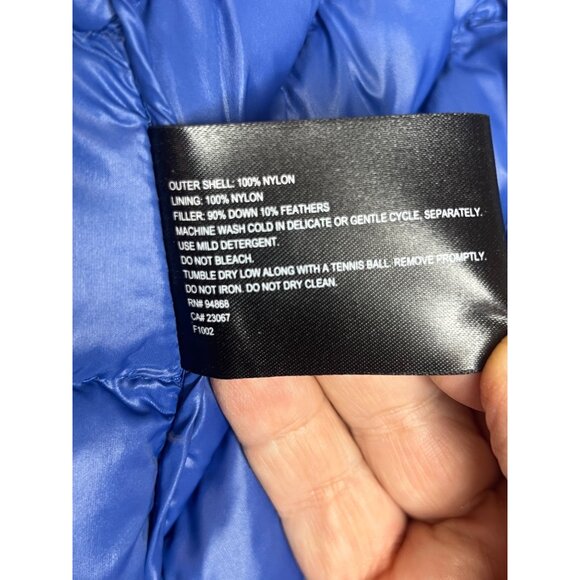 OUTER SHELL: 100% NYLON
LINING: 100% NYLON
FILLER: 90% DOWN 10% FEATHERS
MACHINE WASH COLD IN DELICATE OR GENTLE CYCLE, SEPARATELY.
USE MILD DETERGENT.
DO NOT BLEACH.
TUMBLE DRY LOW ALONG WITH A TENNIS BALL. REMOVE PROMPTLY.
DO NOT IRON. DO NOT DRY CLEAN.
RN# 94868
CA# 23067
F1002